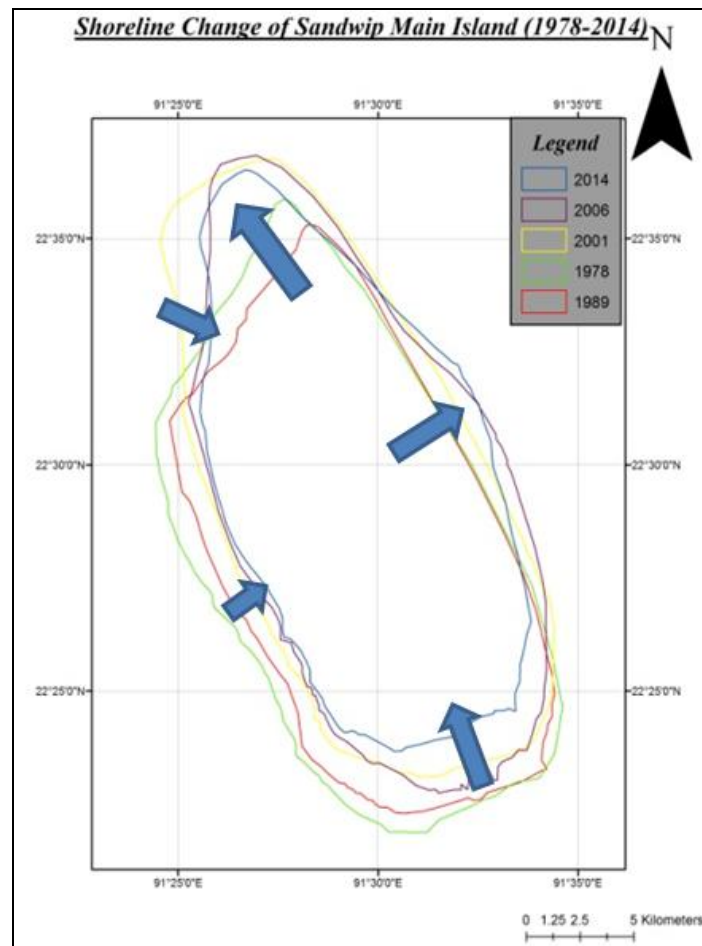 Shoreline Change of Sandwip Main Island (1978-2014)
N
91°25'0"E 91°30'0"E 91°35'0"E
Legend
2014
2006
2001
1978
1989
22°35'0"N 22°35'0"N
22°30'0"N 22°30'0"N
22°25'0"N 22°25'0"N
91°25'0"E 91°30'0"E 91°35'0"E
0 1.25 2.5 5 Kilometers